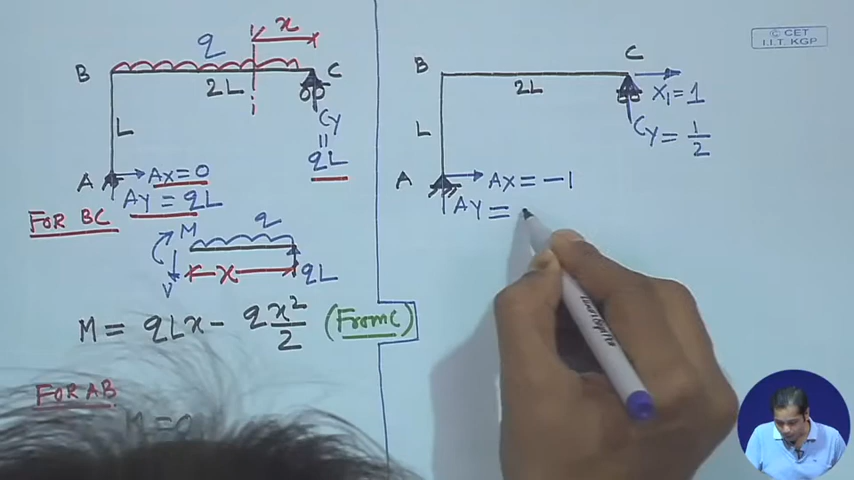 q
x
B
C
2L
L
Cy
=
qL
A
Ax = 0
Ay = qL
FOR BC
M
q
x
qL
V
M = qLx - qx²/2 (From C)
FOR AB
© CET
I.I.T. KGP
B
C
2L
X₁ = 1
L
Cy = 1/2
A
Ax = -1
Ay =